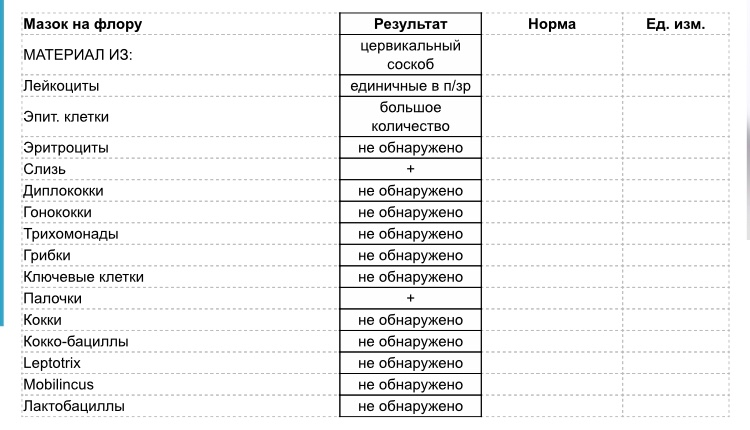 Мазок на флору Результат Норма Ед. изм.
МАТЕРИАЛ ИЗ: цервикальный
соскоб
Лейкоциты единичные в п/зр
Эпит. клетки большое
количество
Эритроциты не обнаружено
Слизь +
Диплококки не обнаружено
Гонококки не обнаружено
Трихомонады не обнаружено
Грибки не обнаружено
Ключевые клетки не обнаружено
Палочки +
Кокки не обнаружено
Кокко-бациллы не обнаружено
Leptotrix не обнаружено
Mobilincus не обнаружено
Лактобациллы не обнаружено